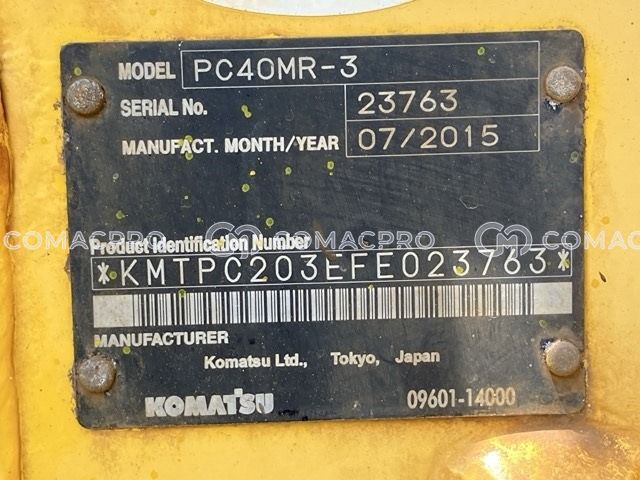 MODEL PC40MR-3
SERIAL No. 23763
MANUFACT. MONTH/YEAR 07/2015
COMACPRO COMACPRO COMACPRO
Product Identification Number
*KMTPC203EFE023763*
MANUFACTURER
Komatsu Ltd., Tokyo, Japan
KOMATSU 09601-14000